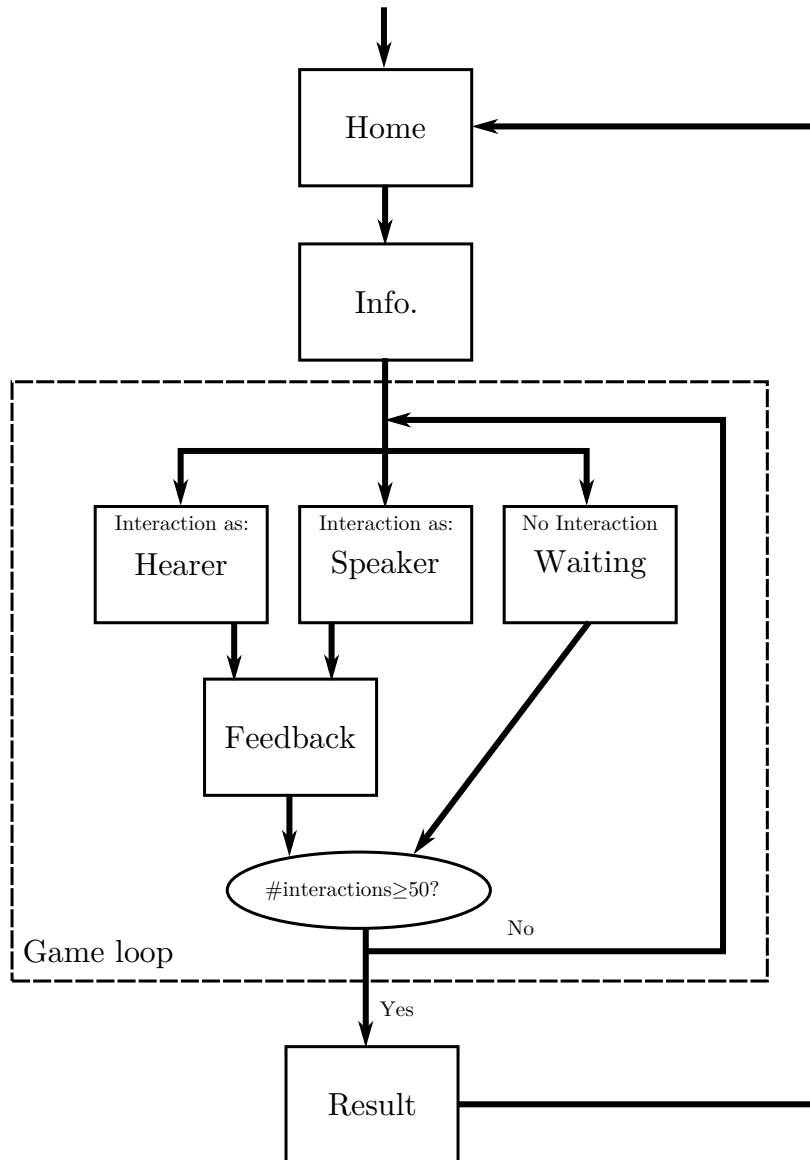 Home
Info.
Interaction as:
Hearer
Interaction as:
Speaker
No Interaction
Waiting
Feedback
#interactions≥50?
No
Game loop
Yes
Result